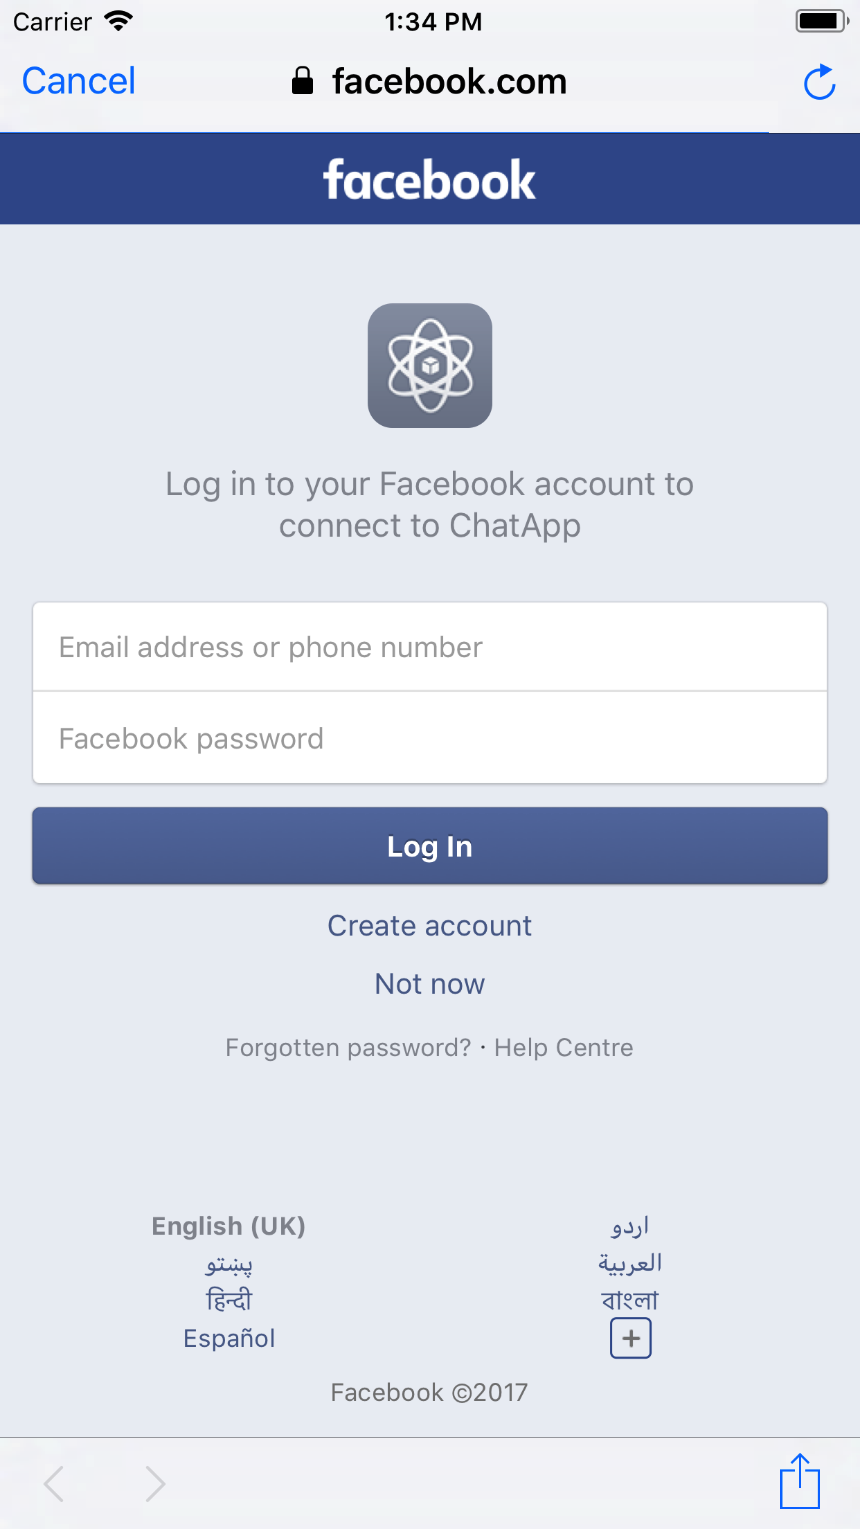 Carrier 1:34 PM
Cancel facebook.com
facebook
Log in to your Facebook account to
connect to ChatApp
Email address or phone number
Facebook password
Log In
Create account
Not now
Forgotten password? · Help Centre
English (UK) اردو
پښتو العربية
हिन्दी বাংলা
Español +
Facebook ©2017